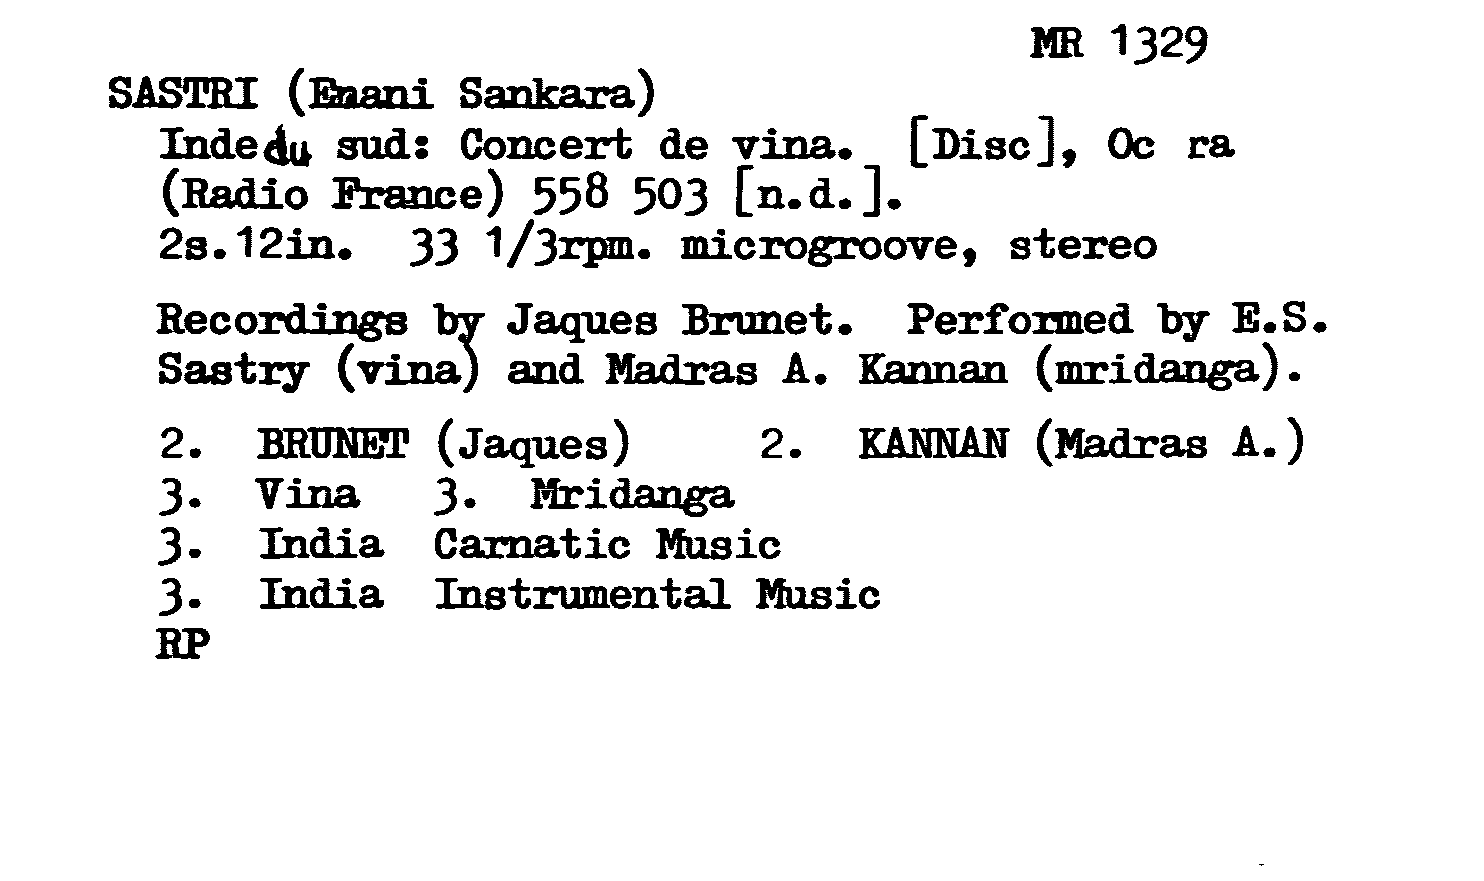 MR 1329
SASTRI (Emani Sankara)
Inde du sud: Concert de vina. [Disc], Oc ra
(Radio France) 558 503 [n.d.].
2s.12in. 33 1/3rpm. microgroove, stereo
Recordings by Jaques Brunet. Performed by E.S.
Sastry (vina) and Madras A. Kannan (mridanga).
2. BRUNET (Jaques) 2. KANNAN (Madras A.)
3. Vina 3. Mridanga
3. India Carnatic Music
3. India Instrumental Music
RP